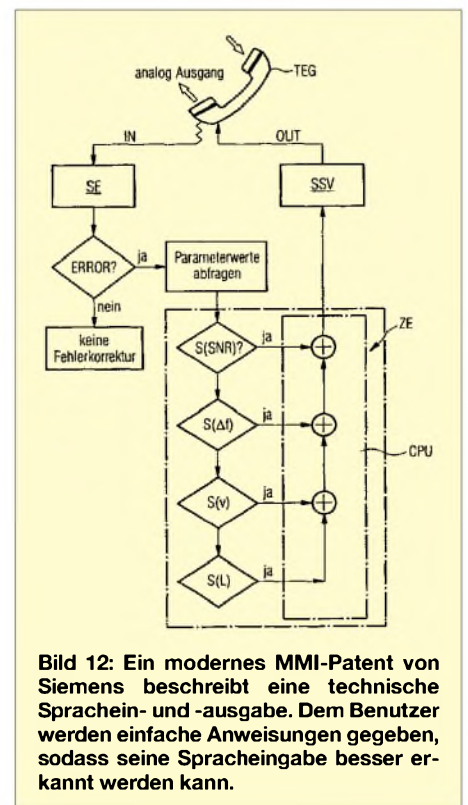 analog Ausgang
TEG
IN
OUT
SE
SSV
ERROR?
ja
Parameterwerte
abfragen
nein
keine
Fehlerkorrektur
ZE
S(SNR)?
ja
S(Δf)
ja
CPU
S(v)
ja
S(L)
ja
Bild 12: Ein modernes MMI-Patent von
Siemens beschreibt eine technische
Sprachein- und -ausgabe. Dem Benutzer
werden einfache Anweisungen gegeben,
sodass seine Spracheingabe besser er-
kannt werden kann.